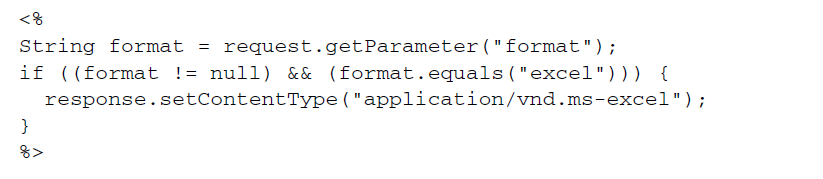 <%
String format = request.getParameter("format");
if ((format != null) && (format.equals("excel"))) {
  response.setContentType("application/vnd.ms-excel");
}
%>